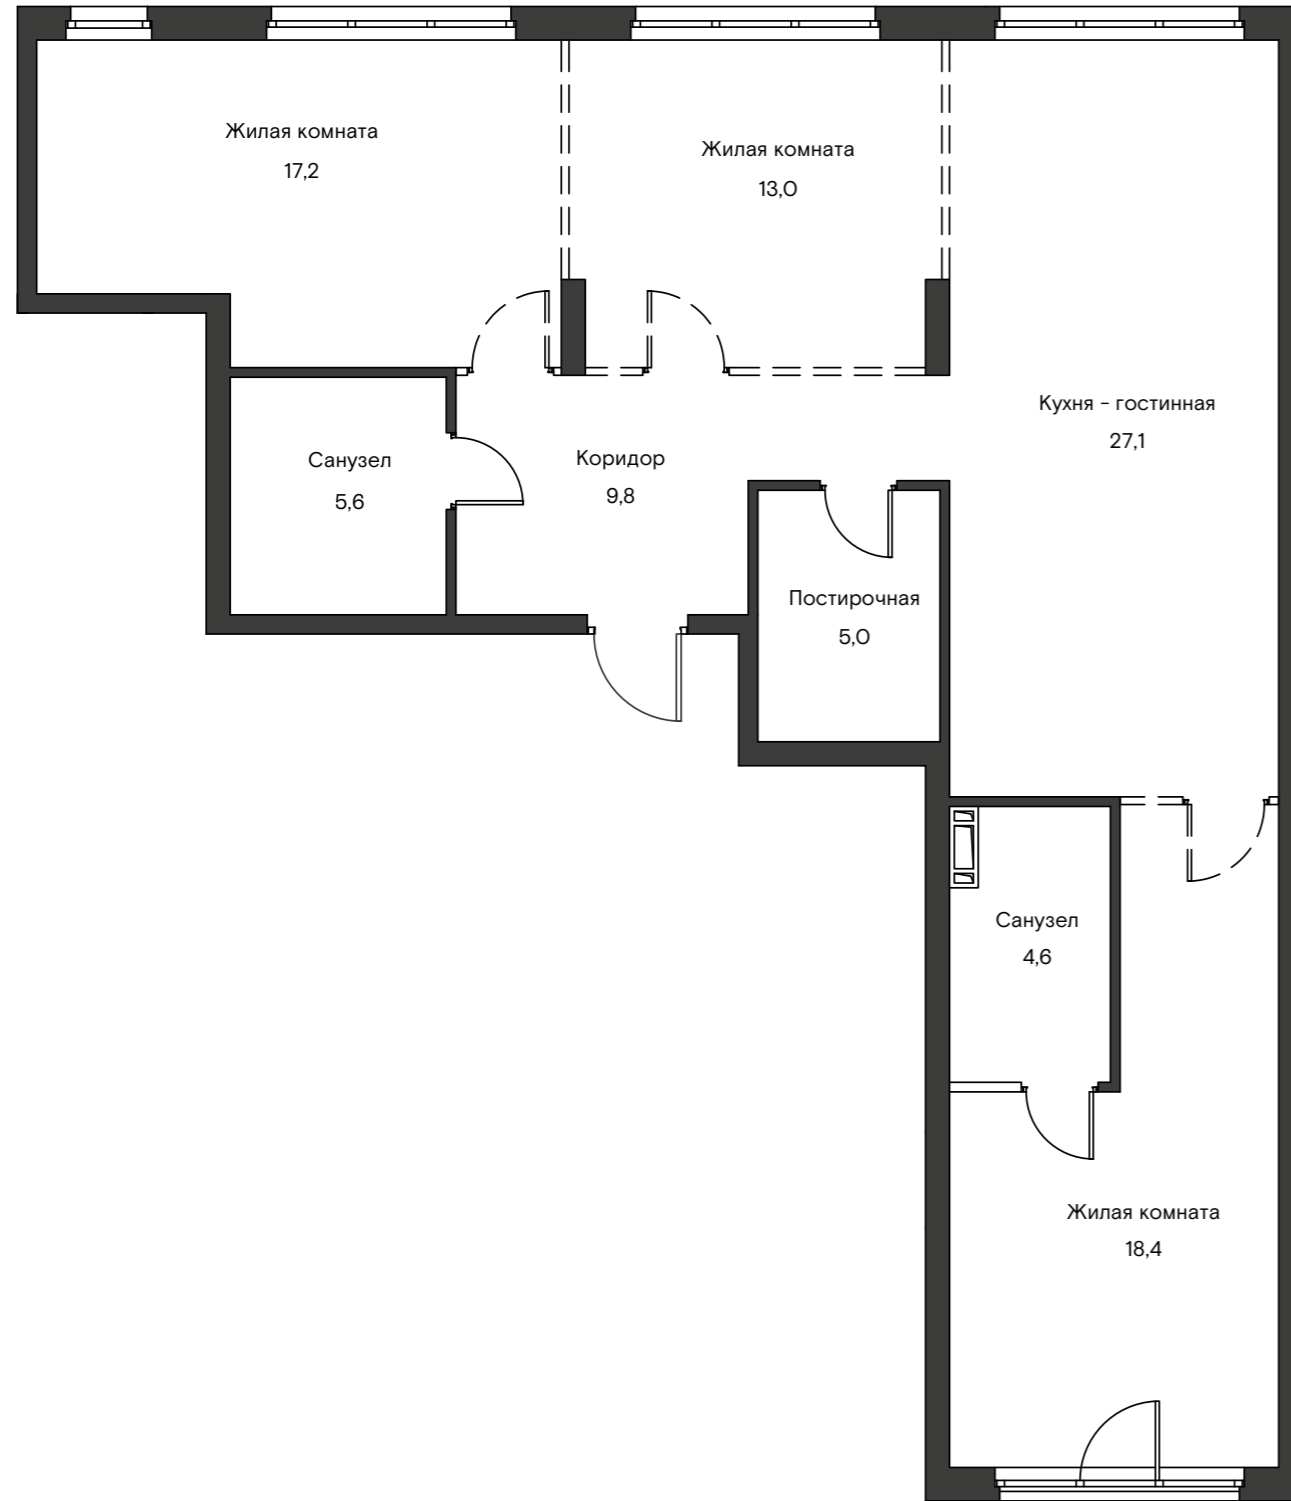 Жилая комната
17,2
Жилая комната
13,0
Кухня - гостинная
27,1
Санузел
5,6
Коридор
9,8
Постирочная
5,0
Санузел
4,6
Жилая комната
18,4